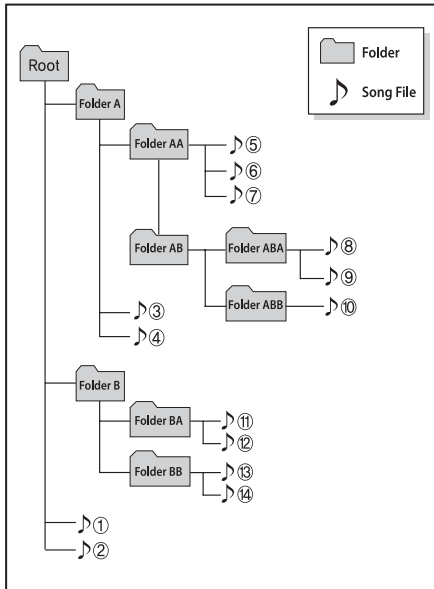 Root
Folder
Song File
Folder A
Folder AA
⑤
⑥
⑦
Folder AB
Folder ABA
⑧
⑨
Folder ABB
⑩
③
④
Folder B
Folder BA
⑪
⑫
Folder BB
⑬
⑭
①
②